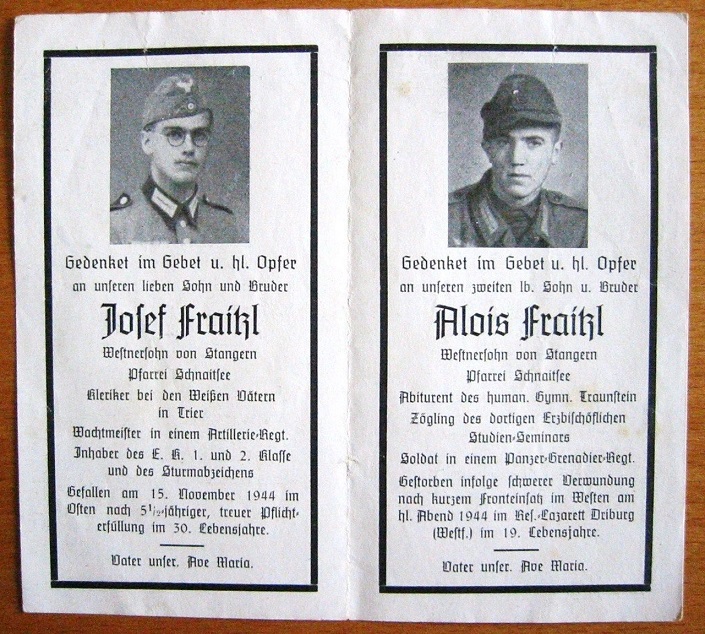 Gedenket im Gebet u. hl. Opfer
an unseren lieben Sohn und Bruder
Josef Fraitzl
Westnersohn von Stangern
Pfarrei Schnaitsee
Kleriker bei den Weißen Vätern
in Trier
Wachtmeister in einem Artillerie-Regt.
Inhaber des E. K. 1. und 2. Klasse
und des Sturmabzeichens
Gefallen am 15. November 1944 im
Osten nach 5½-jähriger, treuer Pflicht-
erfüllung im 30. Lebensjahre.
Vater unser. Ave Maria.
Gedenket im Gebet u. hl. Opfer
an unseren zweiten lb. Sohn u. Bruder
Alois Fraitzl
Westnersohn von Stangern
Pfarrei Schnaitsee
Abiturent des human. Gymn. Traunstein
Zögling des dortigen Erzbischöflichen
Studien-Seminars
Soldat in einem Panzer-Grenadier-Regt.
Gestorben infolge schwerer Verwundung
nach kurzem Fronteinsatz im Westen am
hl. Abend 1944 im Res.-Lazarett Driburg
(Westf.) im 19. Lebensjahre.
Vater unser. Ave Maria.